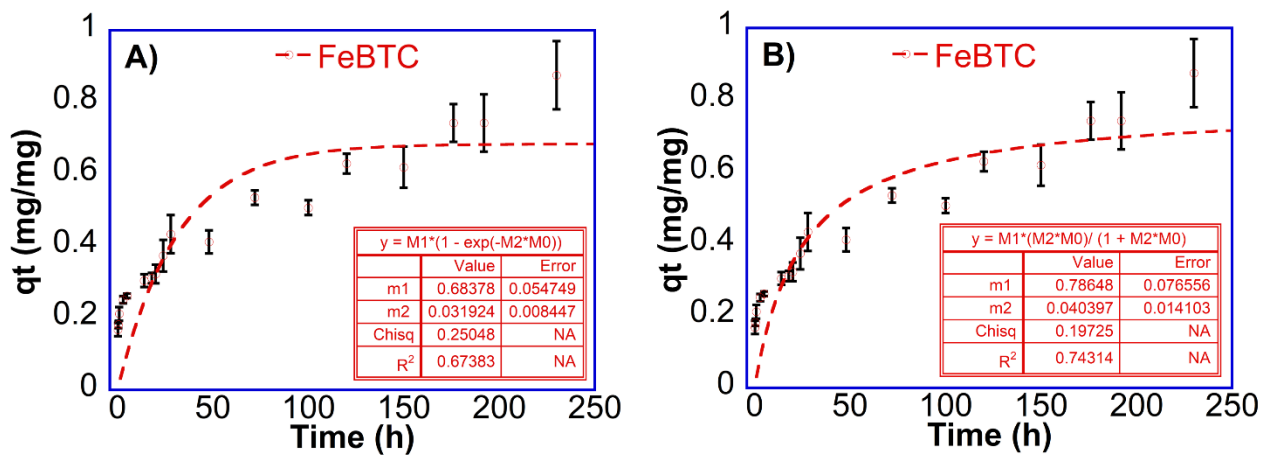 A)
FeBTC
qt (mg/mg)
1
0.8
0.6
0.4
0.2
0
0 50 100 150 200 250
Time (h)
y = M1*(1 - exp(-M2*M0))
Value Error
m1 0.68378 0.054749
m2 0.031924 0.008447
Chisq 0.25048 NA
R² 0.67383 NA
B)
FeBTC
qt (mg/mg)
1
0.8
0.6
0.4
0.2
0
0 50 100 150 200 250
Time (h)
y = M1*(M2*M0)/ (1 + M2*M0)
Value Error
m1 0.78648 0.076556
m2 0.040397 0.014103
Chisq 0.19725 NA
R² 0.74314 NA